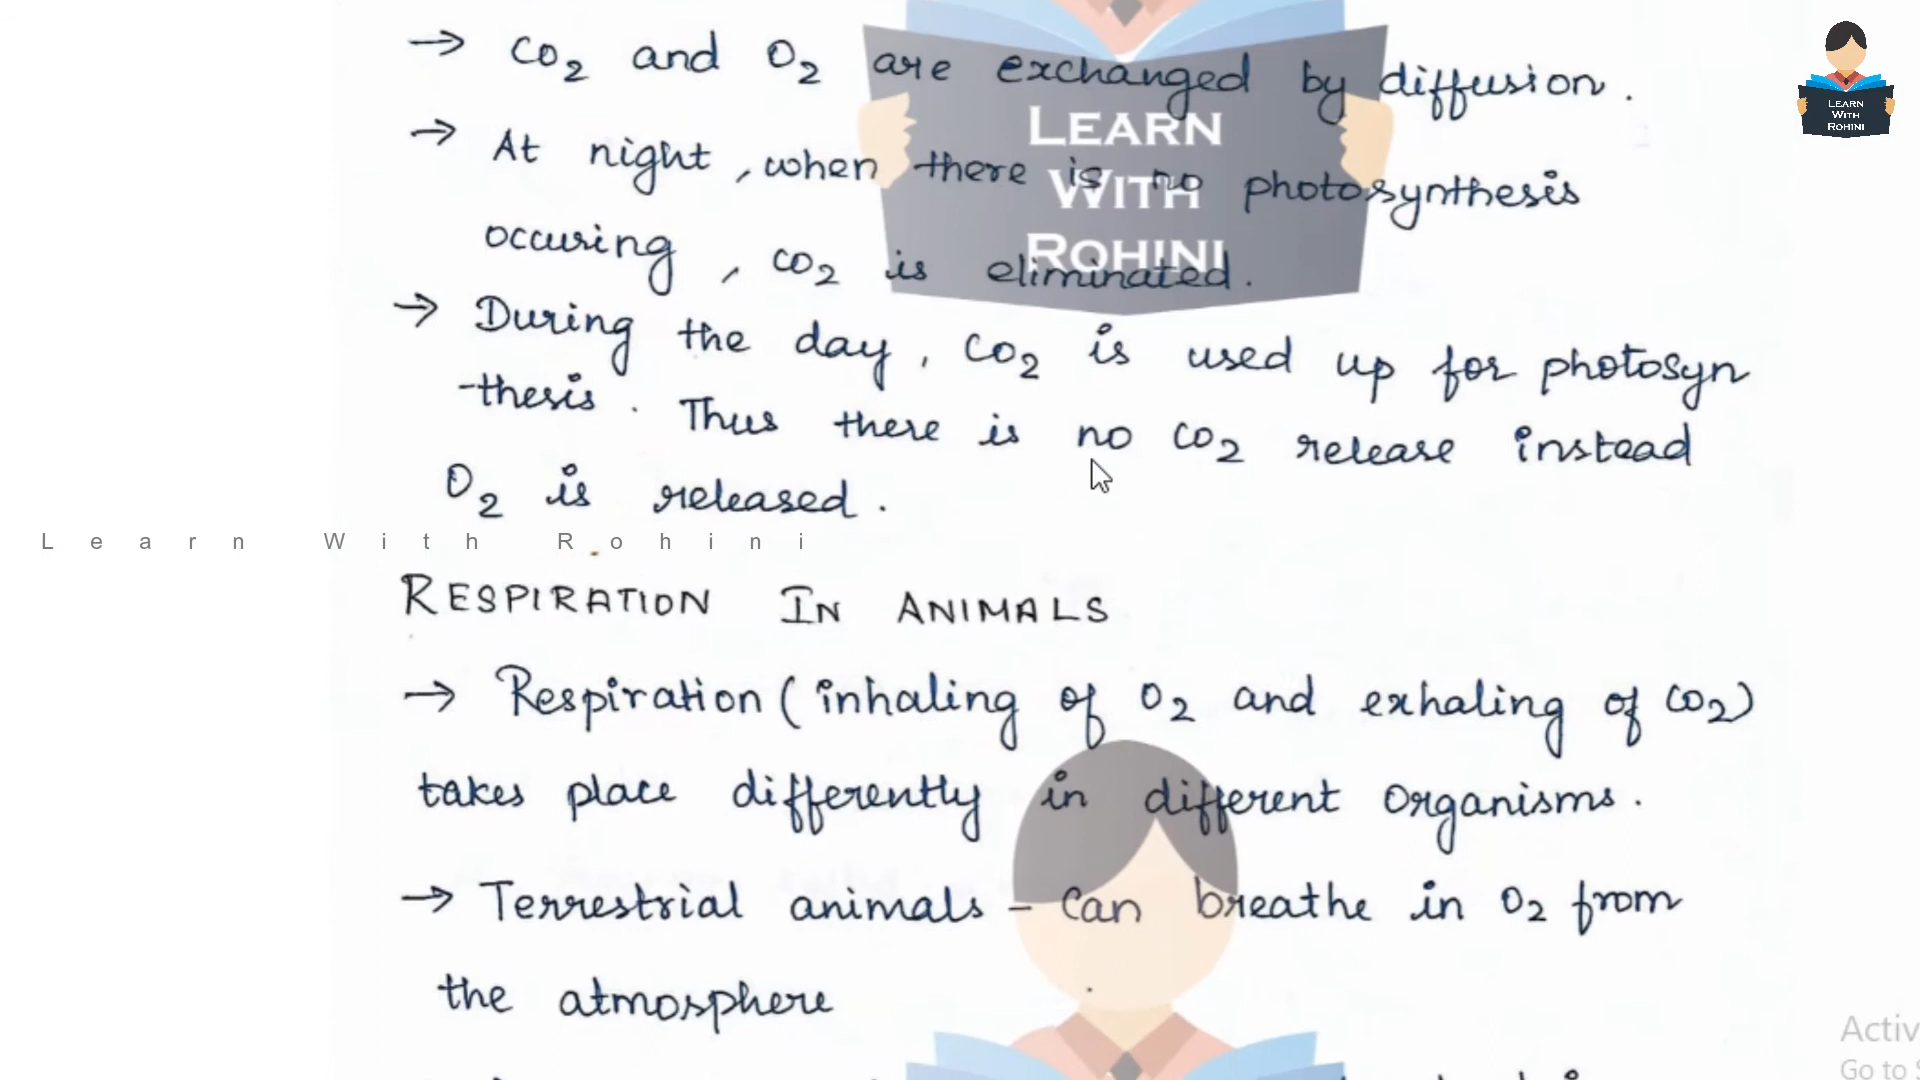 → CO2 and O2 are exchanged by diffusion.
→ At night, when there is no photosynthesis
occuring, CO2 is eliminated.
→ During the day, CO2 is used up for photosyn
-thesis. Thus there is no CO2 release instead
O2 is released.
Learn With Rohini
RESPIRATION IN ANIMALS
→ Respiration (inhaling of O2 and exhaling of CO2)
takes place differently in different organisms.
→ Terrestrial animals - Can breathe in O2 from
the atmosphere
LEARN
WITH
ROHINI
LEARN
WITH
ROHINI
Activ
Go to S